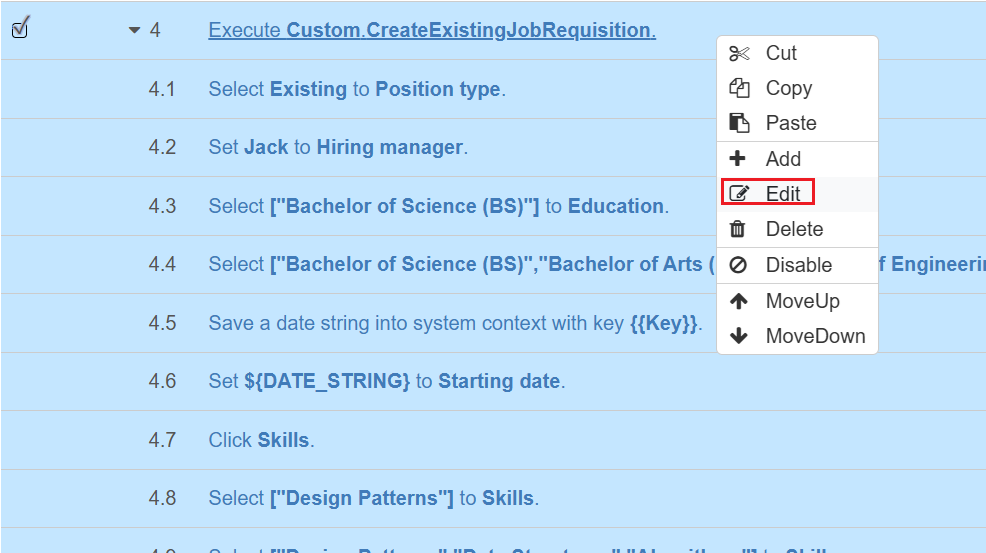 4 Execute Custom.CreateExistingJobRequisition.
Cut
4.1 Select Existing to Position type.
Copy
Paste
4.2 Set Jack to Hiring manager.
Add
Edit
4.3 Select ["Bachelor of Science (BS)"] to Education.
Delete
4.4 Select ["Bachelor of Science (BS)","Bachelor of Arts ( Disable f Engineerin
MoveUp
4.5 Save a date string into system context with key {{Key}}.
MoveDown
4.6 Set ${DATE_STRING} to Starting date.
4.7 Click Skills.
4.8 Select ["Design Patterns"] to Skills.